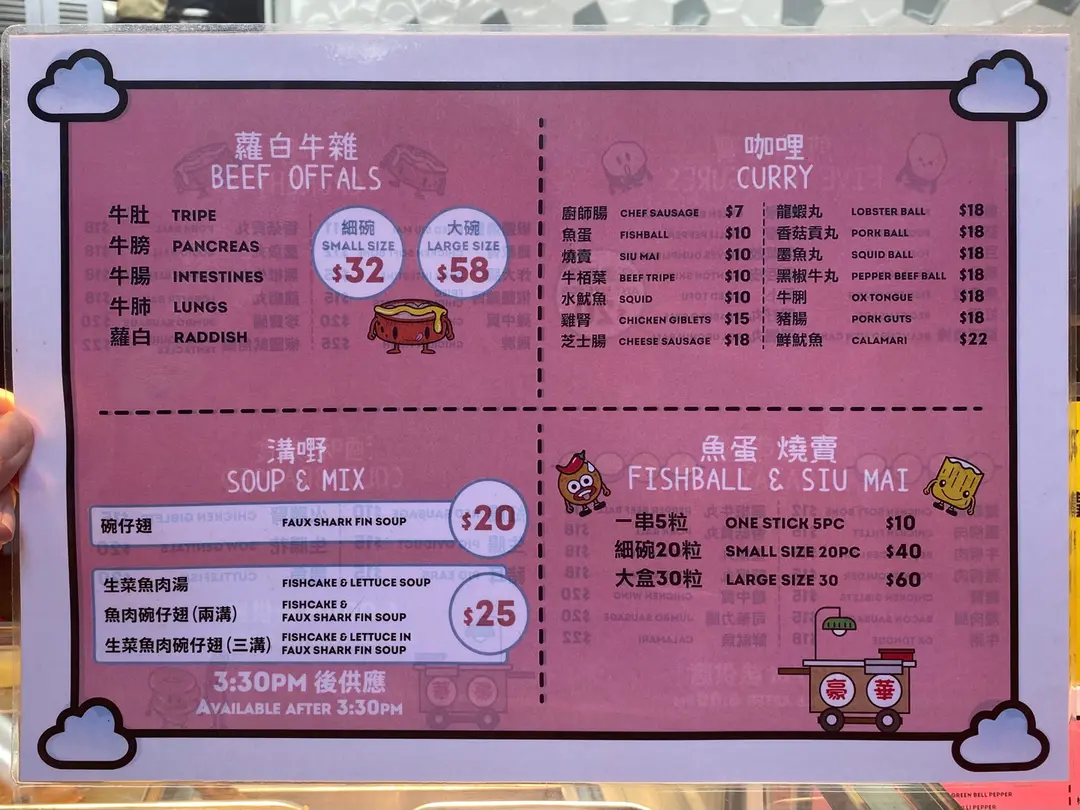 蘿白牛雜
BEEF OFFALS
牛肚 TRIPE
牛膀 PANCREAS
牛腸 INTESTINES
牛肺 LUNGS
蘿白 RADDISH
細碗
SMALL SIZE
$32
大碗
LARGE SIZE
$58
咖哩
CURRY
廚師腸 CHEF SAUSAGE $7
魚蛋 FISHBALL $10
燒賣 SIU MAI $10
牛栢葉 BEEF TRIPE $10
水魷魚 SQUID $10
雞腎 CHICKEN GIBLETS $15
芝士腸 CHEESE SAUSAGE $18
龍蝦丸 LOBSTER BALL $18
香菇貢丸 PORK BALL $18
墨魚丸 SQUID BALL $18
黑椒牛丸 PEPPER BEEF BALL $18
牛脷 OX TONGUE $18
豬腸 PORK GUTS $18
鮮魷魚 CALAMARI $22
溝嘢
SOUP & MIX
碗仔翅 FAUX SHARK FIN SOUP $20
生菜魚肉湯 FISHCAKE & LETTUCE SOUP
魚肉碗仔翅（兩溝） FISHCAKE &
FAUX SHARK FIN SOUP
生菜魚肉碗仔翅（三溝） FISHCAKE & LETTUCE IN
FAUX SHARK FIN SOUP
$25
3:30PM 後供應
AVAILABLE AFTER 3:30PM
魚蛋 燒賣
FISHBALL & SIU MAI
一串5粒 ONE STICK 5PC $10
細碗20粒 SMALL SIZE 20PC $40
大盒30粒 LARGE SIZE 30 $60
豪華
GREEN BELL PEPPER